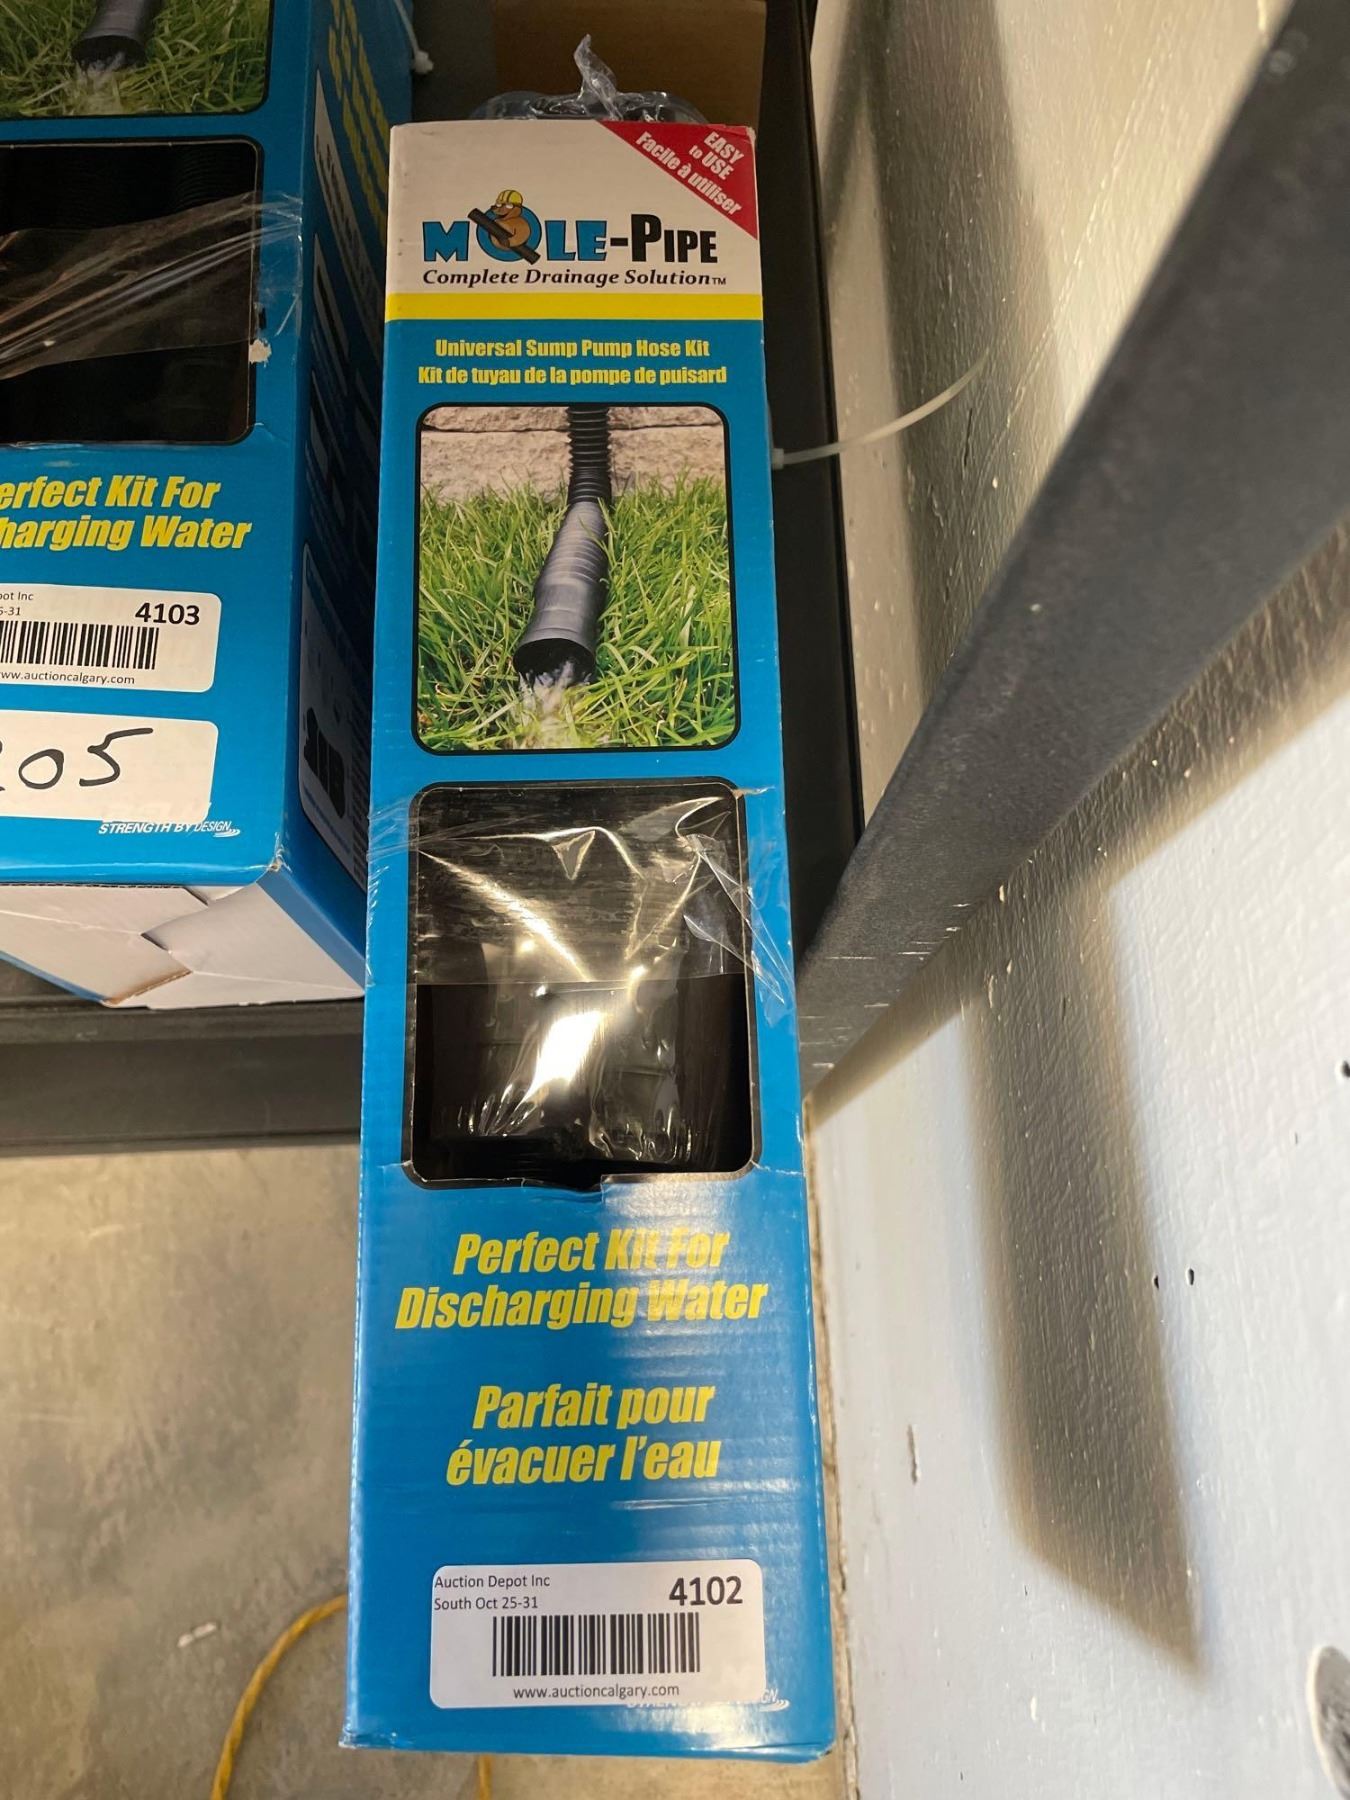 EASY
to USE
Facile à utiliser
MOLE-PIPE
Complete Drainage Solution™
Universal Sump Pump Hose Kit
Kit de tuyau de la pompe de puisard
Perfect Kit For
Discharging Water
Parfait pour
évacuer l'eau
Auction Depot Inc
South Oct 25-31
4102
www.auctioncalgary.com
erfect Kit For
harging Water
pot Inc
5-31
4103
ww.auctioncalgary.com
205
STRENGTH BY DESIGN